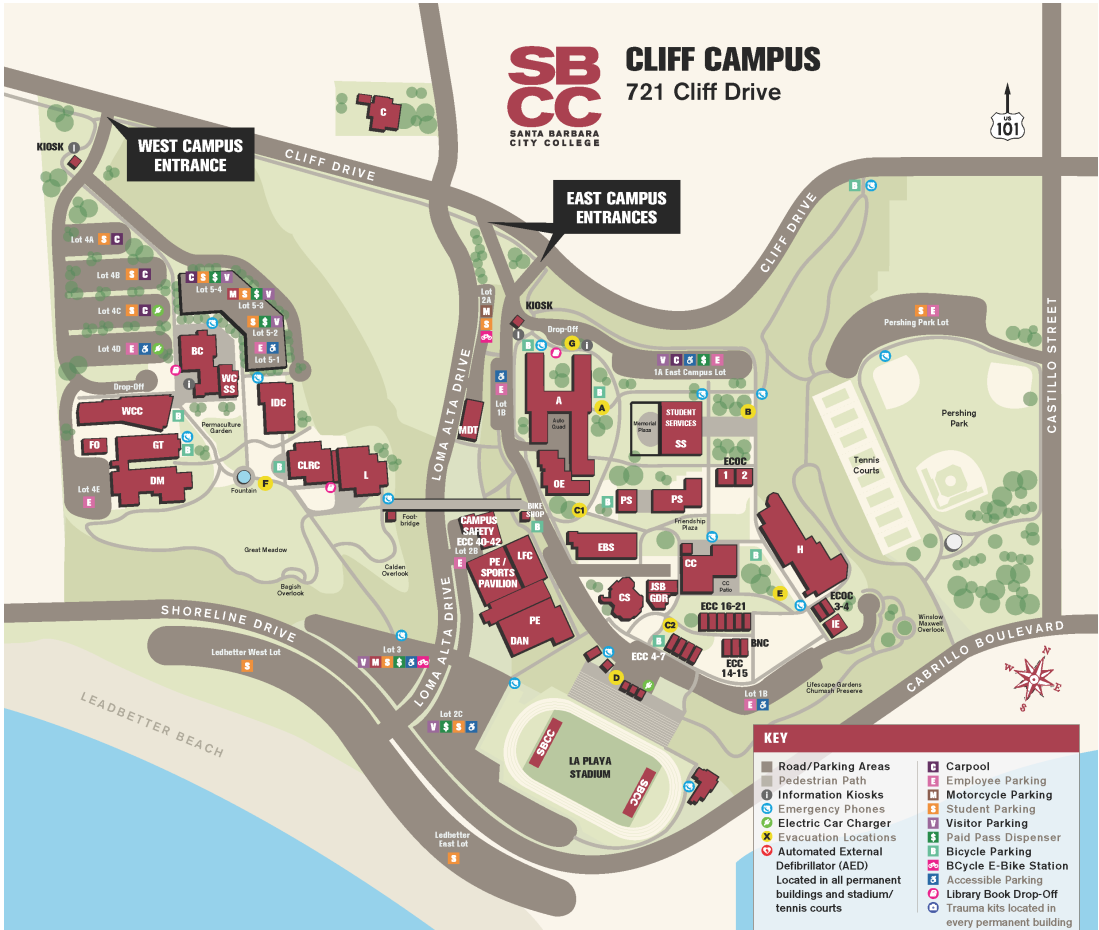 SB
CC
SANTA BARBARA
CITY COLLEGE
CLIFF CAMPUS
721 Cliff Drive
US
101
C
KIOSK i
WEST CAMPUS
ENTRANCE
CLIFF DRIVE
EAST CAMPUS
ENTRANCES
CLIFF DRIVE
B
CASTILLO STREET
Lot 4A S C
Lot 4B S C
Lot 4C S C
Lot 4D E
C S $ V
Lot 5-4
M S $ V
Lot 5-3
S $ V
Lot 5-2
E
Lot 5-1
Lot
2A
M
S
KIOSK
i
Drop-Off
B
G i
S E
Pershing Park Lot
BC
WC
SS
i
Drop-Off
WCC
B
IDC
Permaculture
Garden
FO
GT
B
DM
Lot 4E
E
Fountain
F
B
CLRC
L
LOMA ALTA DRIVE
MDT
E
Lot
1B
A
Auto
Quad
OE
B
A
V C $ E
1A East Campus Lot
Memorial
Plaza
STUDENT
SERVICES
SS
B
Pershing
Park
Tennis
Courts
ECOC
1 2
B
PS
PS
C1
Friendship
Plaza
Foot-
bridge
BIKE
SHOP
B
CAMPUS
SAFETY
ECC 40-42
Lot 2B
E
LFC
PE /
SPORTS
PAVILION
PE
DAN
EBS
CC
CC
Patio
B
H
E
Great Meadow
Calden
Overlook
Bagish
Overlook
CS
JSB
GDR
ECC 16-21
ECOC
3-4
IE
Winslow
Maxwell
Overlook
C2
B
ECC 4-7
BNC
ECC
14-15
SHORELINE DRIVE
LOMA ALTA DRIVE
CABRILLO BOULEVARD
Ledbetter West Lot
S
Lot 3
V M S $
D
Lifescape Gardens
Chumash Preserve
Lot 1B
E
N
W
E
S
LEADBETTER BEACH
Lot 2C
V $ S
SBCC
LA PLAYA
STADIUM
SBCC
Ledbetter
East Lot
S
KEY
Road/Parking Areas
Pedestrian Path
i Information Kiosks
Emergency Phones
Electric Car Charger
X Evacuation Locations
Automated External
Defibrillator (AED)
Located in all permanent
buildings and stadium/
tennis courts
C Carpool
E Employee Parking
M Motorcycle Parking
S Student Parking
V Visitor Parking
$ Paid Pass Dispenser
B Bicycle Parking
BCycle E-Bike Station
Accessible Parking
Library Book Drop-Off
Trauma kits located in
every permanent building